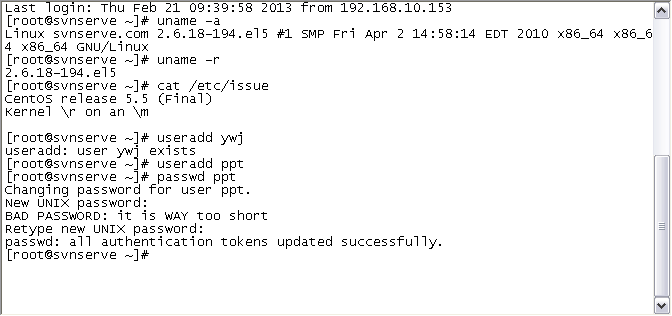 Last login: Thu Feb 21 09:39:58 2013 from 192.168.10.153
[root@svnserve ~]# uname -a
Linux svnserve.com 2.6.18-194.el5 #1 SMP Fri Apr 2 14:58:14 EDT 2010 x86_64 x86_6
4 x86_64 GNU/Linux
[root@svnserve ~]# uname -r
2.6.18-194.el5
[root@svnserve ~]# cat /etc/issue
CentOS release 5.5 (Final)
Kernel \r on an \m
[root@svnserve ~]# useradd ywj
useradd: user ywj exists
[root@svnserve ~]# useradd ppt
[root@svnserve ~]# passwd ppt
Changing password for user ppt.
New UNIX password:
BAD PASSWORD: it is WAY too short
Retype new UNIX password:
passwd: all authentication tokens updated successfully.
[root@svnserve ~]#